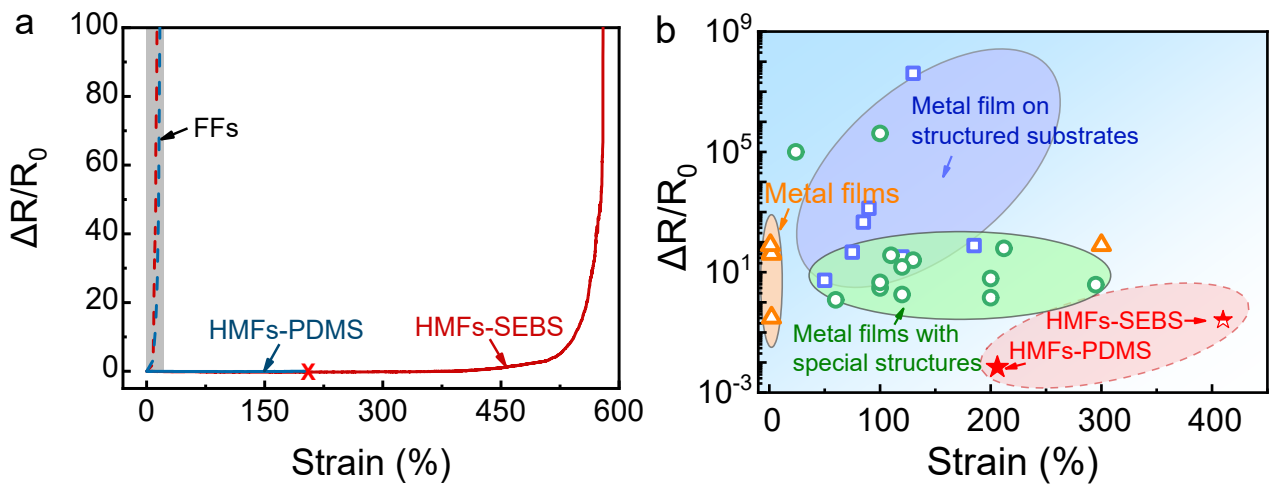 a
ΔR/R0
100
80
60
40
20
0
FFs
HMFs-PDMS
HMFs-SEBS
X
0 150 300 450 600
Strain (%)
b
ΔR/R0
10^9
10^5
10^1
10^-3
Metal film on
structured substrates
Metal films
Metal films with
special structures
HMFs-SEBS
HMFs-PDMS
0 100 200 300 400
Strain (%)